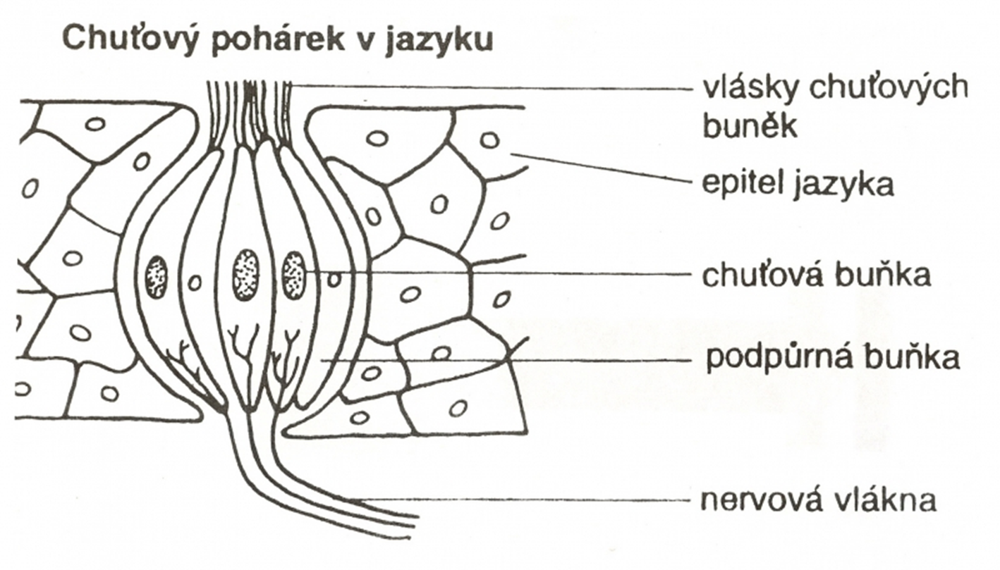 Chuťový pohárek v jazyku
vlásky chuťových
buněk
epitel jazyka
chuťová buňka
podpůrná buňka
nervová vlákna